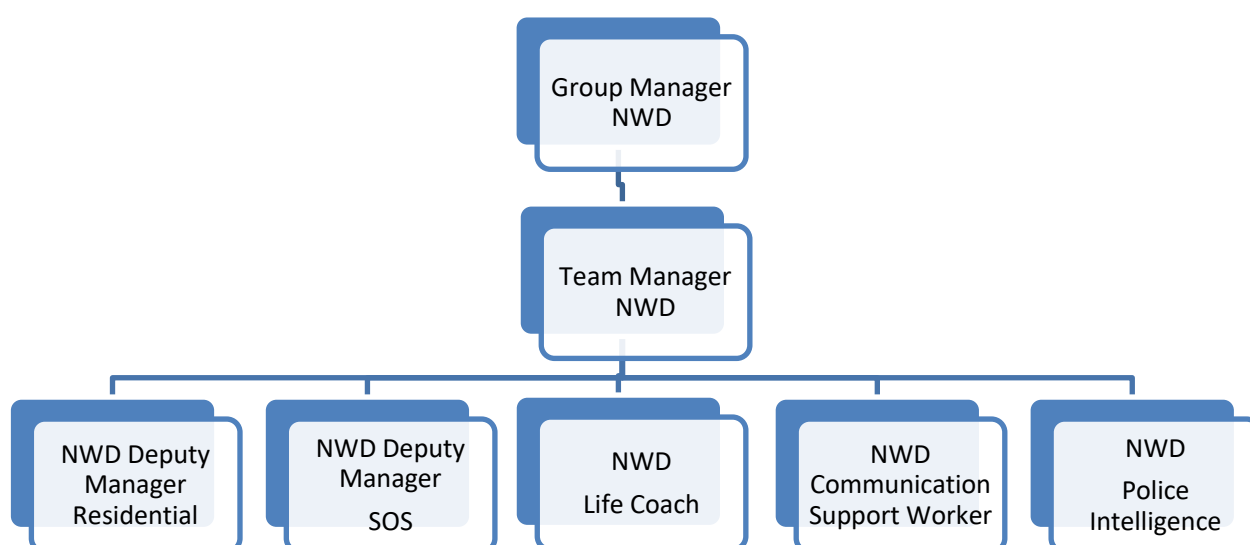 Group Manager
NWD
Team Manager
NWD
NWD Deputy
Manager
Residential
NWD Deputy
Manager
SOS
NWD
Life Coach
NWD
Communication
Support Worker
NWD
Police
Intelligence